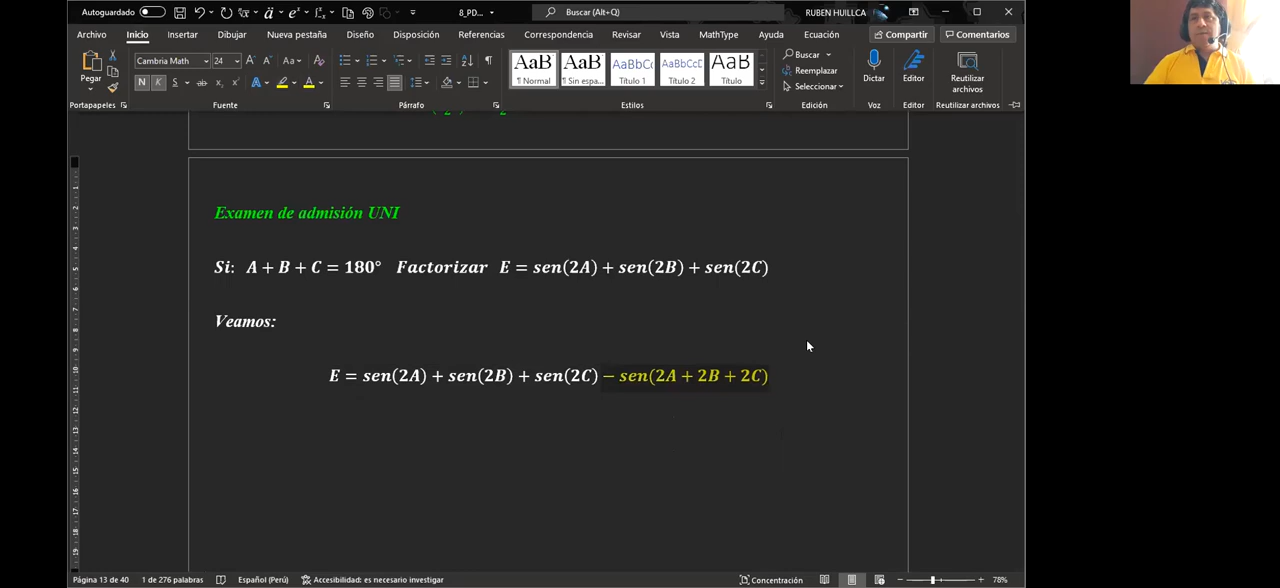 Autoguardado
8_PD...
Buscar (Alt+Q)
RUBEN HUILLCA
Archivo Inicio Insertar Dibujar Nueva pestaña Diseño Disposición Referencias Correspondencia Revisar Vista MathType Ayuda Ecuación Compartir Comentarios
Pegar
Cambria Math 24
N K S ab x₂ x²
AaB AaB AaBbCc AaBbCcD AaB
¶ Normal ¶ Sin espa... Título 1 Título 2 Título
Buscar
Reemplazar
Seleccionar
Dictar
Editor
Reutilizar archivos
Portapapeles Fuente Párrafo Estilos Edición Voz Editor Reutilizar archivos
Examen de admisión UNI
Si: A + B + C = 180° Factorizar E = sen(2A) + sen(2B) + sen(2C)
Veamos:
E = sen(2A) + sen(2B) + sen(2C) − sen(2A + 2B + 2C)
Página 13 de 40 1 de 276 palabras Español (Perú) Accesibilidad: es necesario investigar Concentración 78%